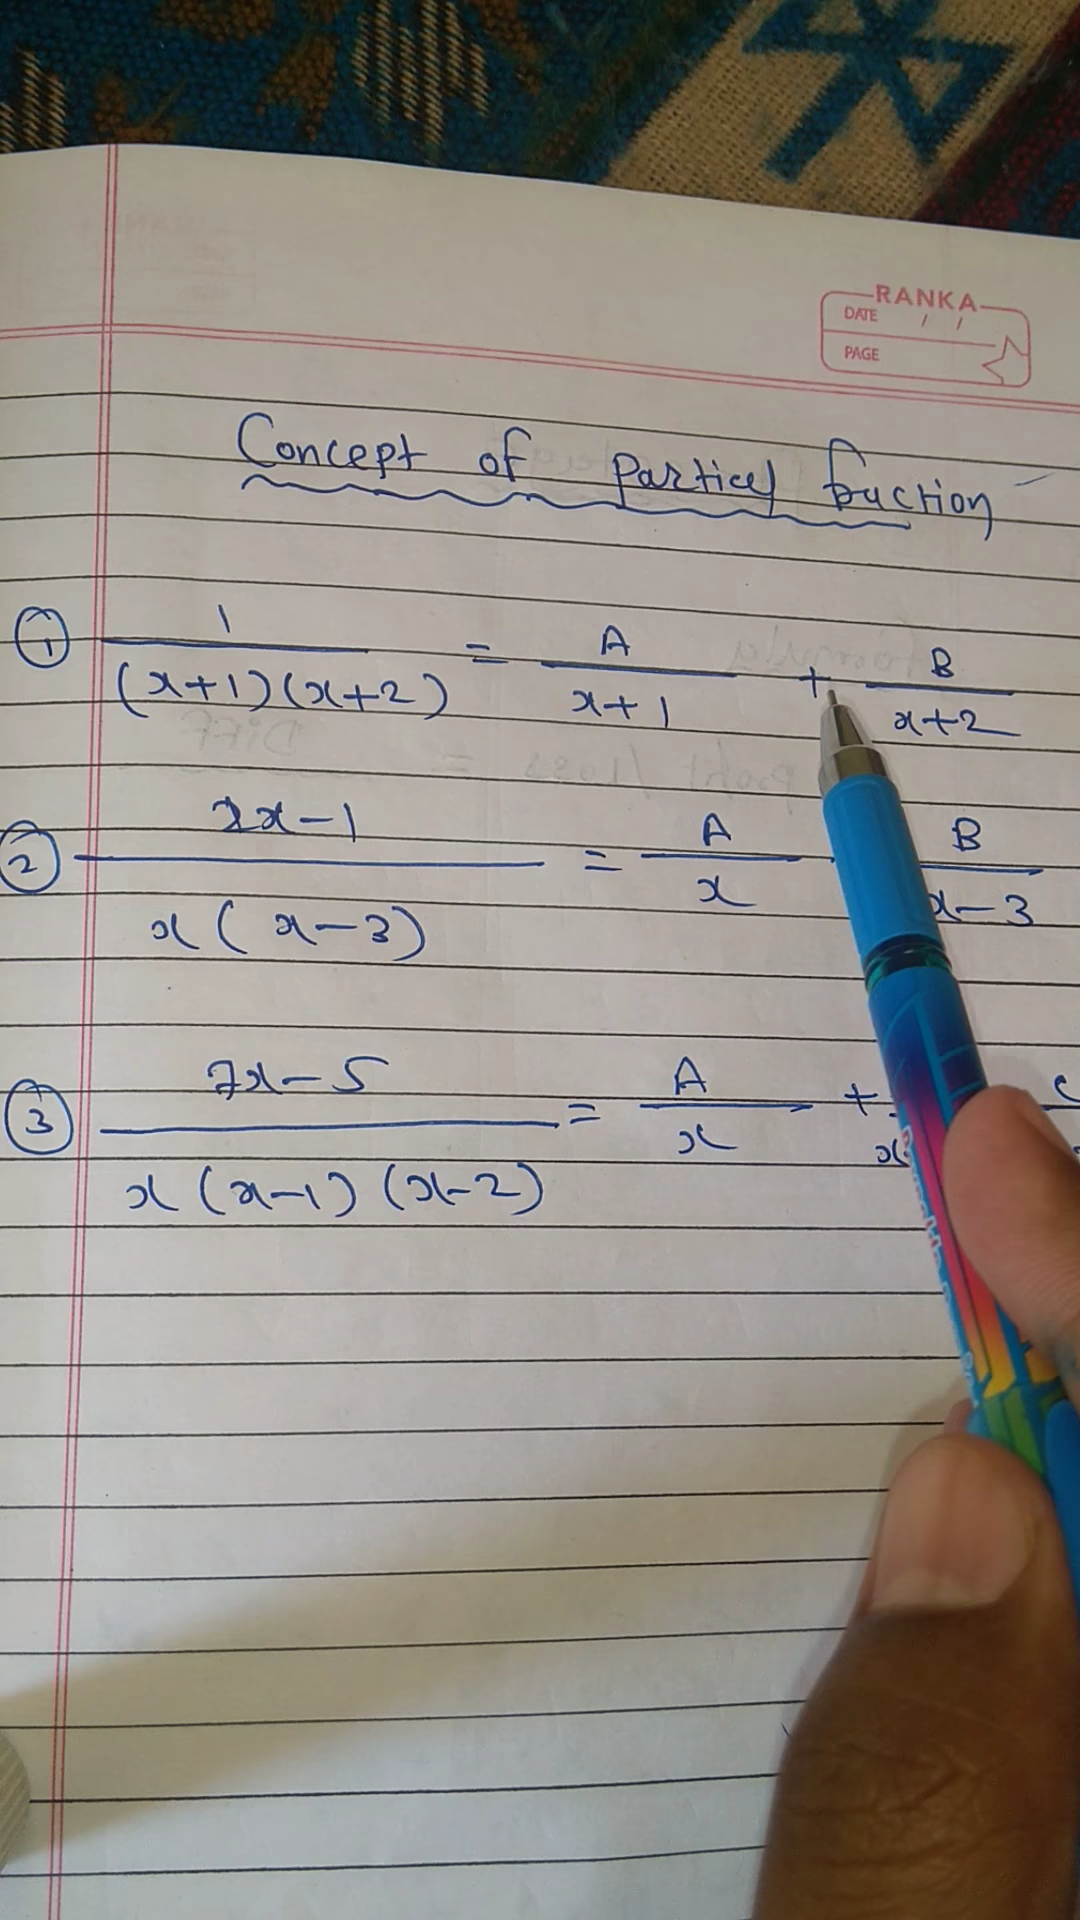 RANKA
DATE / /
PAGE
Concept of partical fraction
① 1/((x+1)(x+2)) = A/(x+1) + B/(x+2)
② (2x-1)/(x(x-3)) = A/x B/(x-3)
③ (7x-5)/(x(x-1)(x-2)) = A/x + /x C